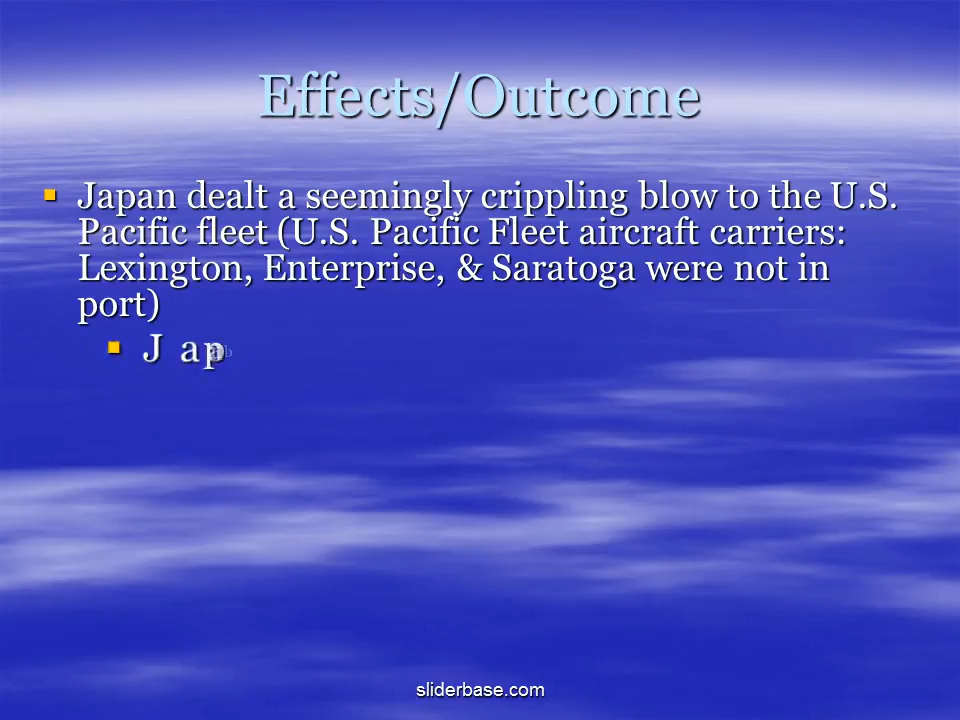 Effects/Outcome
Japan dealt a seemingly crippling blow to the U.S.
Pacific fleet (U.S. Pacific Fleet aircraft carriers:
Lexington, Enterprise, & Saratoga were not in
port)
J ap
sliderbase.com